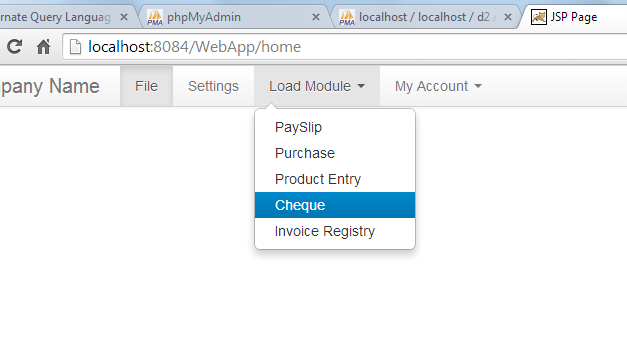 rnate Query Languag
phpMyAdmin
localhost / localhost / d2
JSP Page
localhost:8084/WebApp/home
pany Name
File
Settings
Load Module
My Account
PaySlip
Purchase
Product Entry
Cheque
Invoice Registry